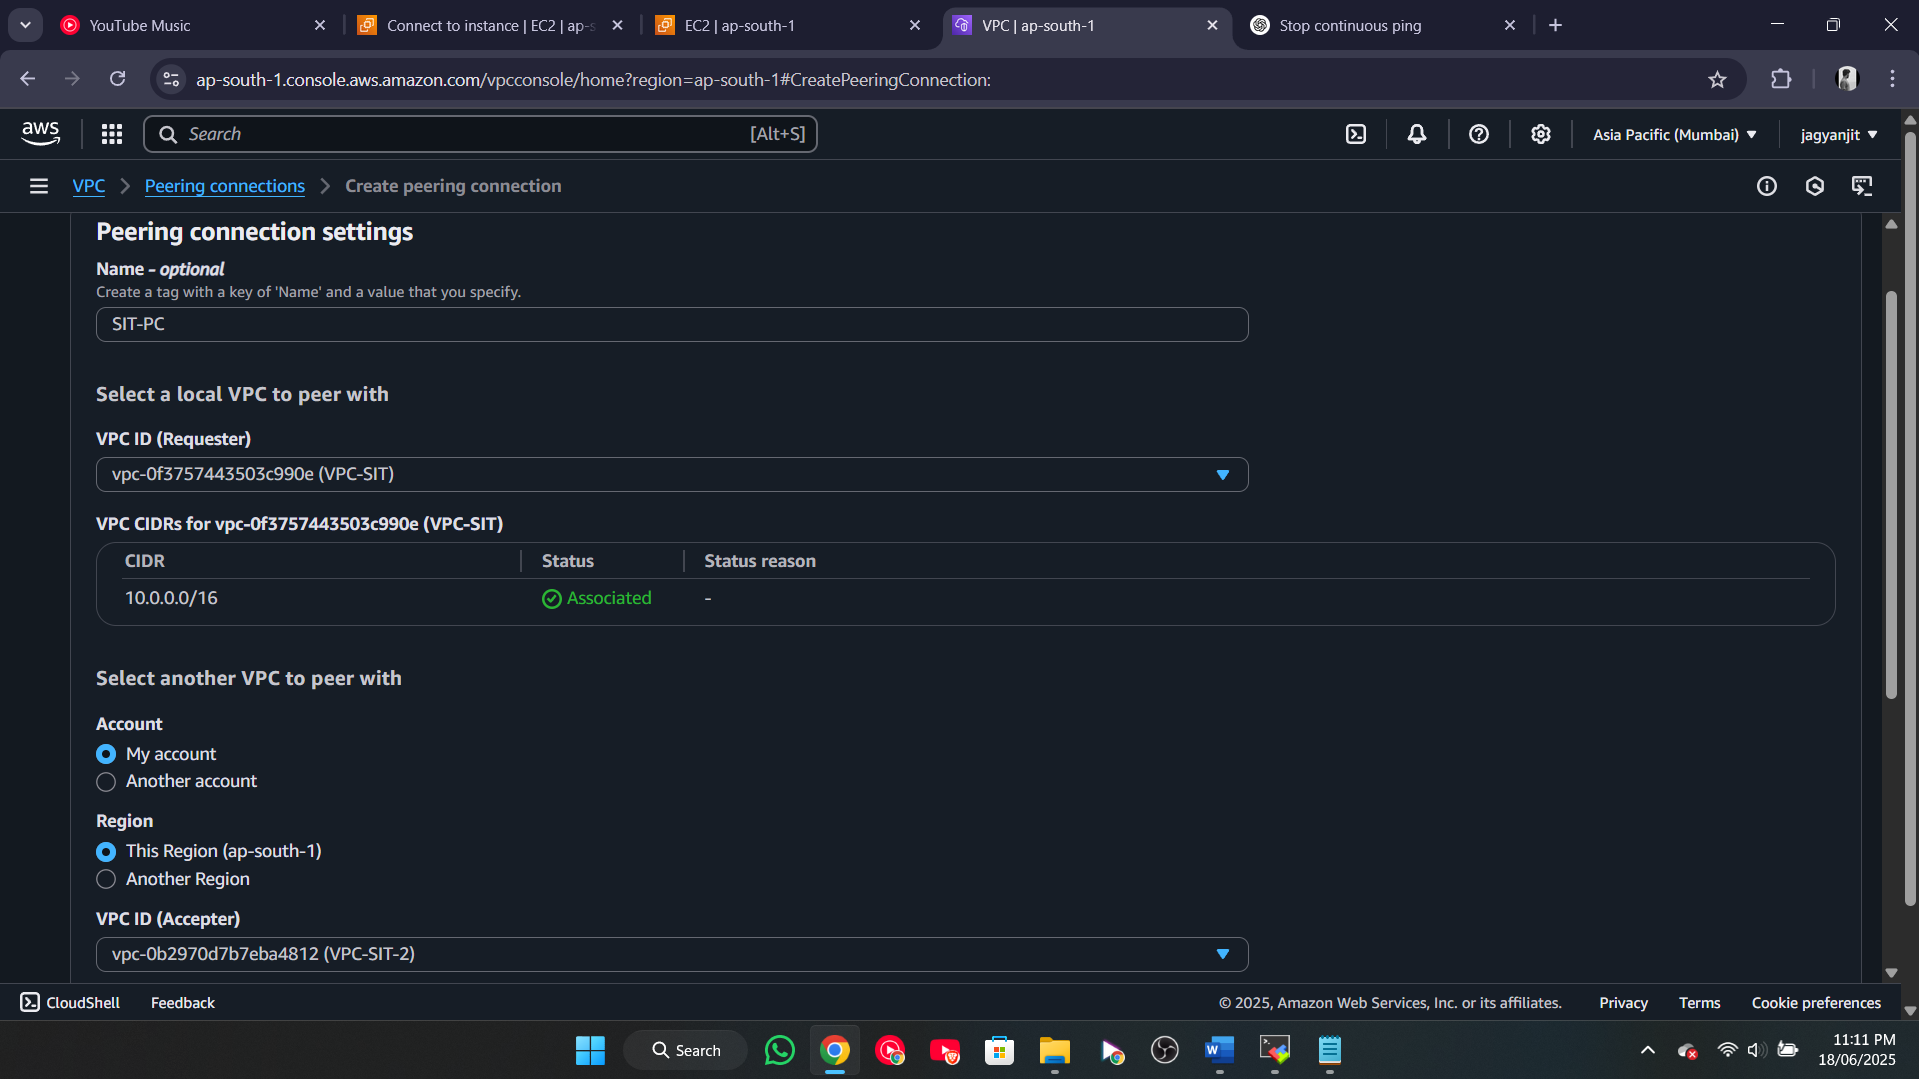 YouTube Music
Connect to instance | EC2 | ap-s
EC2 | ap-south-1
VPC | ap-south-1
Stop continuous ping
ap-south-1.console.aws.amazon.com/vpcconsole/home?region=ap-south-1#CreatePeeringConnection:
aws
Search
[Alt+S]
Asia Pacific (Mumbai)
jagyanjit
VPC
Peering connections
Create peering connection
Peering connection settings
Name - optional
Create a tag with a key of 'Name' and a value that you specify.
SIT-PC
Select a local VPC to peer with
VPC ID (Requester)
vpc-0f3757443503c990e (VPC-SIT)
VPC CIDRs for vpc-0f3757443503c990e (VPC-SIT)
CIDR Status Status reason
10.0.0.0/16 Associated -
Select another VPC to peer with
Account
My account
Another account
Region
This Region (ap-south-1)
Another Region
VPC ID (Accepter)
vpc-0b2970d7b7eba4812 (VPC-SIT-2)
CloudShell
Feedback
© 2025, Amazon Web Services, Inc. or its affiliates.
Privacy
Terms
Cookie preferences
Search
11:11 PM
18/06/2025